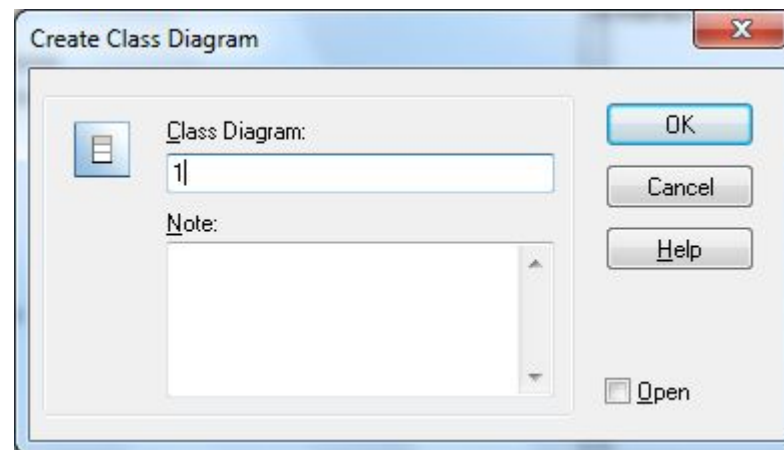 Create Class Diagram
Class Diagram:
1
Note:
OK
Cancel
Help
Open